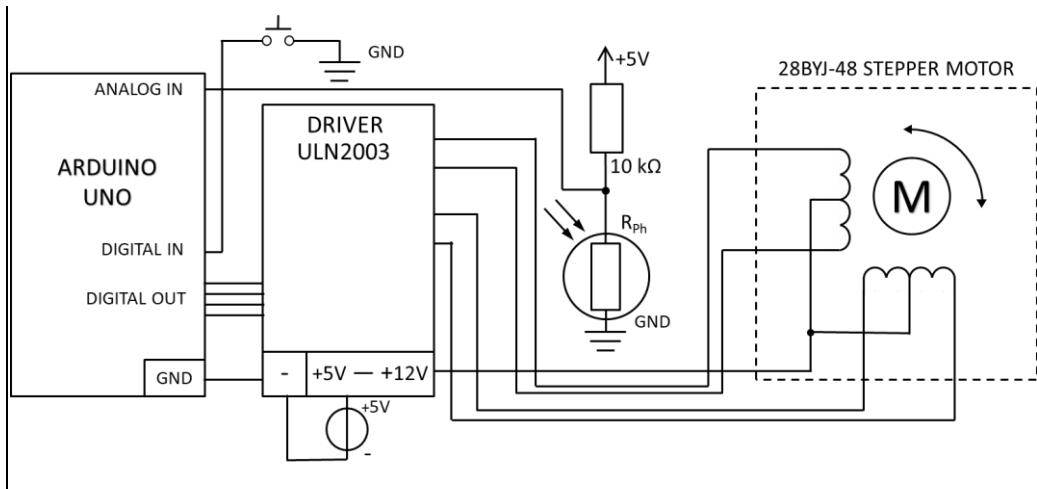 GND
ANALOG IN
ARDUINO
UNO
DIGITAL IN
DIGITAL OUT
GND
DRIVER
ULN2003
-
+5V — +12V
+5V
-
+5V
10 kΩ
RPh
GND
28BYJ-48 STEPPER MOTOR
M